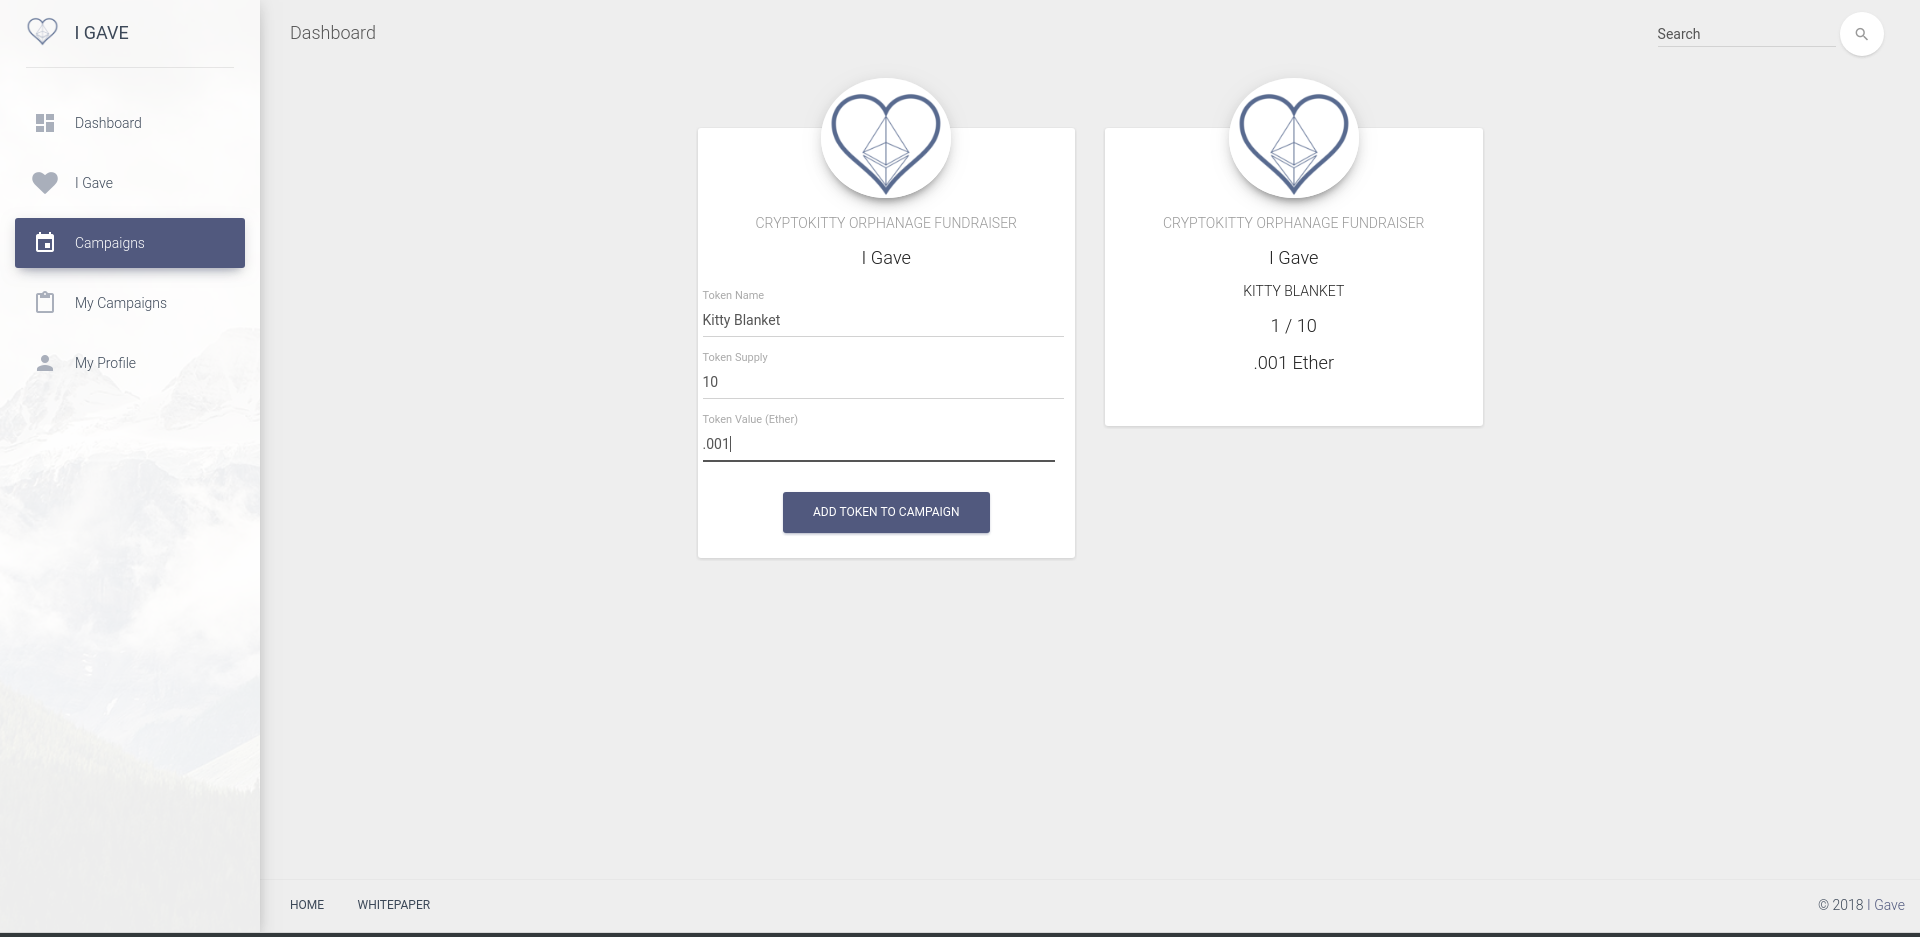 I GAVE
Dashboard
I Gave
Campaigns
My Campaigns
My Profile
Dashboard
Search
CRYPTOKITTY ORPHANAGE FUNDRAISER
I Gave
Token Name
Kitty Blanket
Token Supply
10
Token Value (Ether)
.001
ADD TOKEN TO CAMPAIGN
CRYPTOKITTY ORPHANAGE FUNDRAISER
I Gave
KITTY BLANKET
1 / 10
.001 Ether
HOME WHITEPAPER
© 2018 I Gave